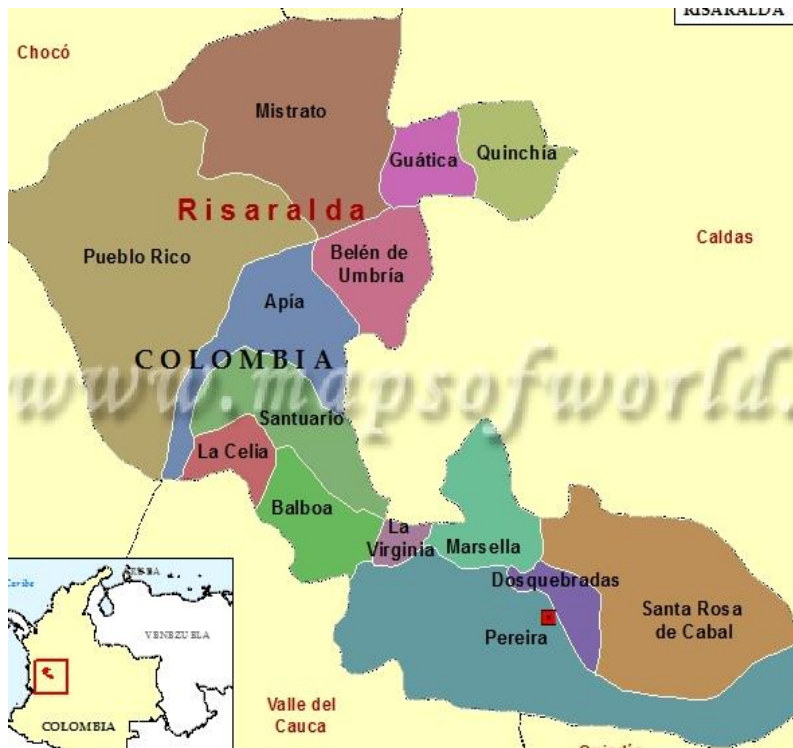 RISARALDA
Chocó
Mistrato
Guática
Quinchía
Risaralda
Caldas
Pueblo Rico
Belén de
Umbría
Apía
COLOMBIA
www.mapsofworld.
Santuario
La Celia
Balboa
La
Virginia
Marsella
Dosquebradas
Santa Rosa
de Cabal
Pereira
Valle del
Cauca
Caribe
VENEZUELA
COLOMBIA